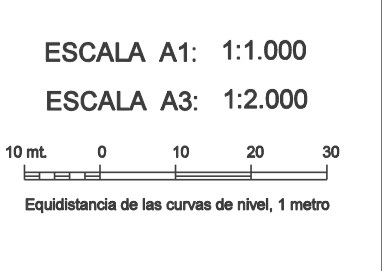 ESCALA A1: 1:1.000
ESCALA A3: 1:2.000
10 mt. 0 10 20 30
Equidistancia de las curvas de nivel, 1 metro